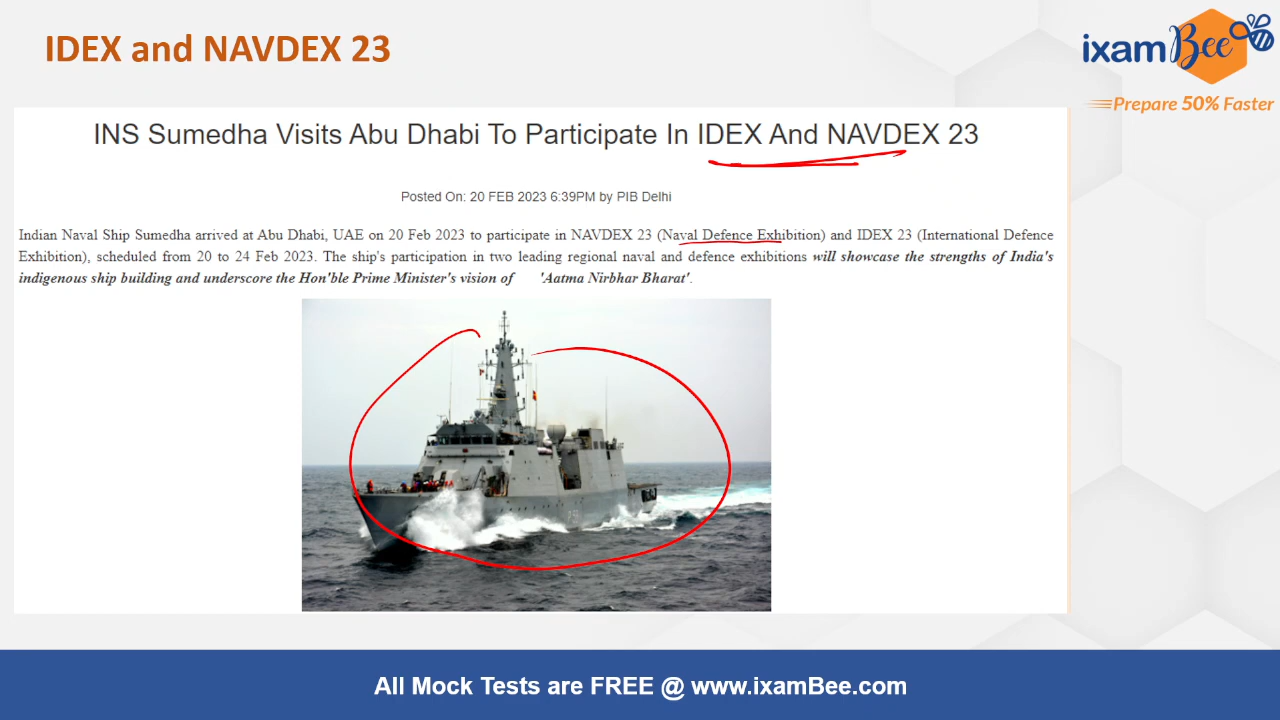 IDEX and NAVDEX 23
ixamBee
Prepare 50% Faster
INS Sumedha Visits Abu Dhabi To Participate In IDEX And NAVDEX 23
Posted On: 20 FEB 2023 6:39PM by PIB Delhi
Indian Naval Ship Sumedha arrived at Abu Dhabi, UAE on 20 Feb 2023 to participate in NAVDEX 23 (Naval Defence Exhibition) and IDEX 23 (International Defence
Exhibition), scheduled from 20 to 24 Feb 2023. The ship's participation in two leading regional naval and defence exhibitions will showcase the strengths of India's
indigenous ship building and underscore the Hon'ble Prime Minister's vision of 'Aatma Nirbhar Bharat'.
All Mock Tests are FREE @ www.ixamBee.com